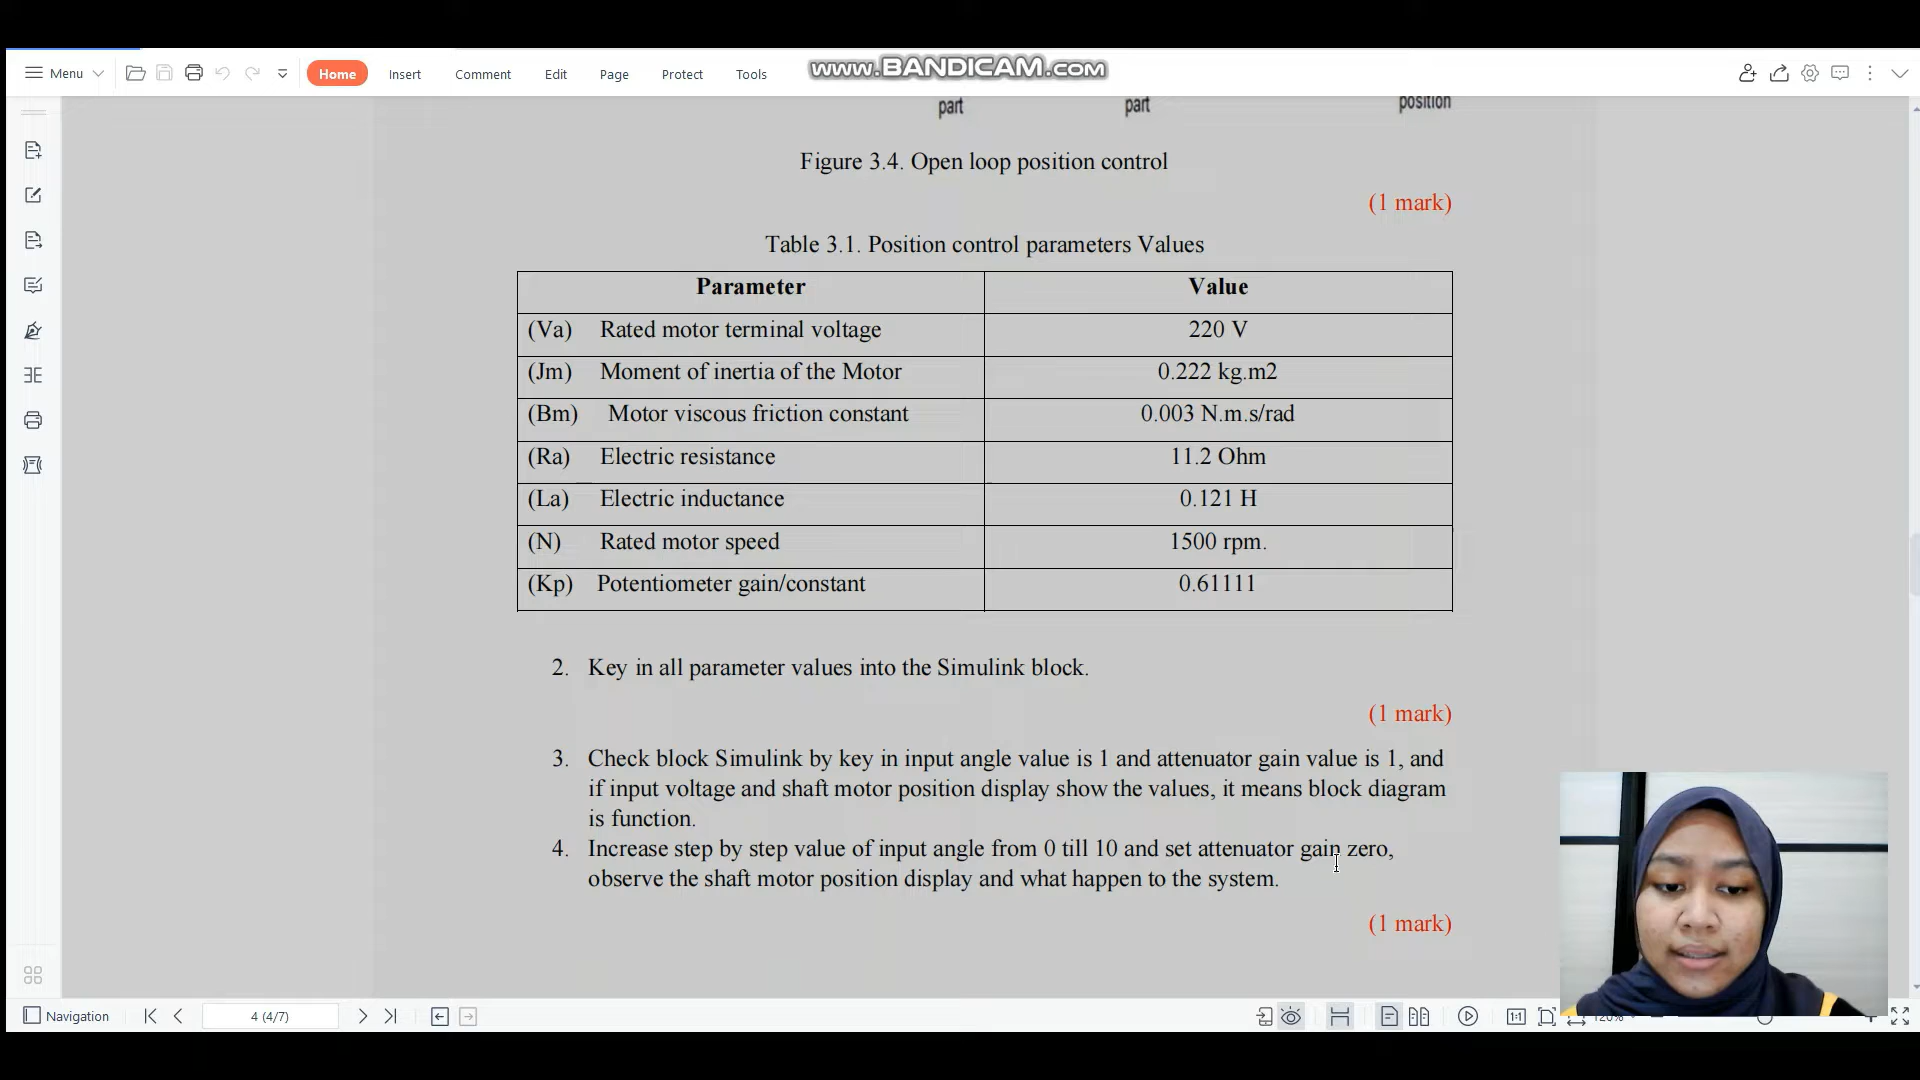 Menu Home Insert Comment Edit Page Protect Tools
www.BANDICAM.com
part part position
Figure 3.4. Open loop position control
(1 mark)
Table 3.1. Position control parameters Values
Parameter Value
(Va) Rated motor terminal voltage 220 V
(Jm) Moment of inertia of the Motor 0.222 kg.m2
(Bm) Motor viscous friction constant 0.003 N.m.s/rad
(Ra) Electric resistance 11.2 Ohm
(La) Electric inductance 0.121 H
(N) Rated motor speed 1500 rpm.
(Kp) Potentiometer gain/constant 0.61111
2. Key in all parameter values into the Simulink block.
(1 mark)
3. Check block Simulink by key in input angle value is 1 and attenuator gain value is 1, and
if input voltage and shaft motor position display show the values, it means block diagram
is function.
4. Increase step by step value of input angle from 0 till 10 and set attenuator gain zero,
observe the shaft motor position display and what happen to the system.
(1 mark)
Navigation 4 (4/7) 1:1 120%